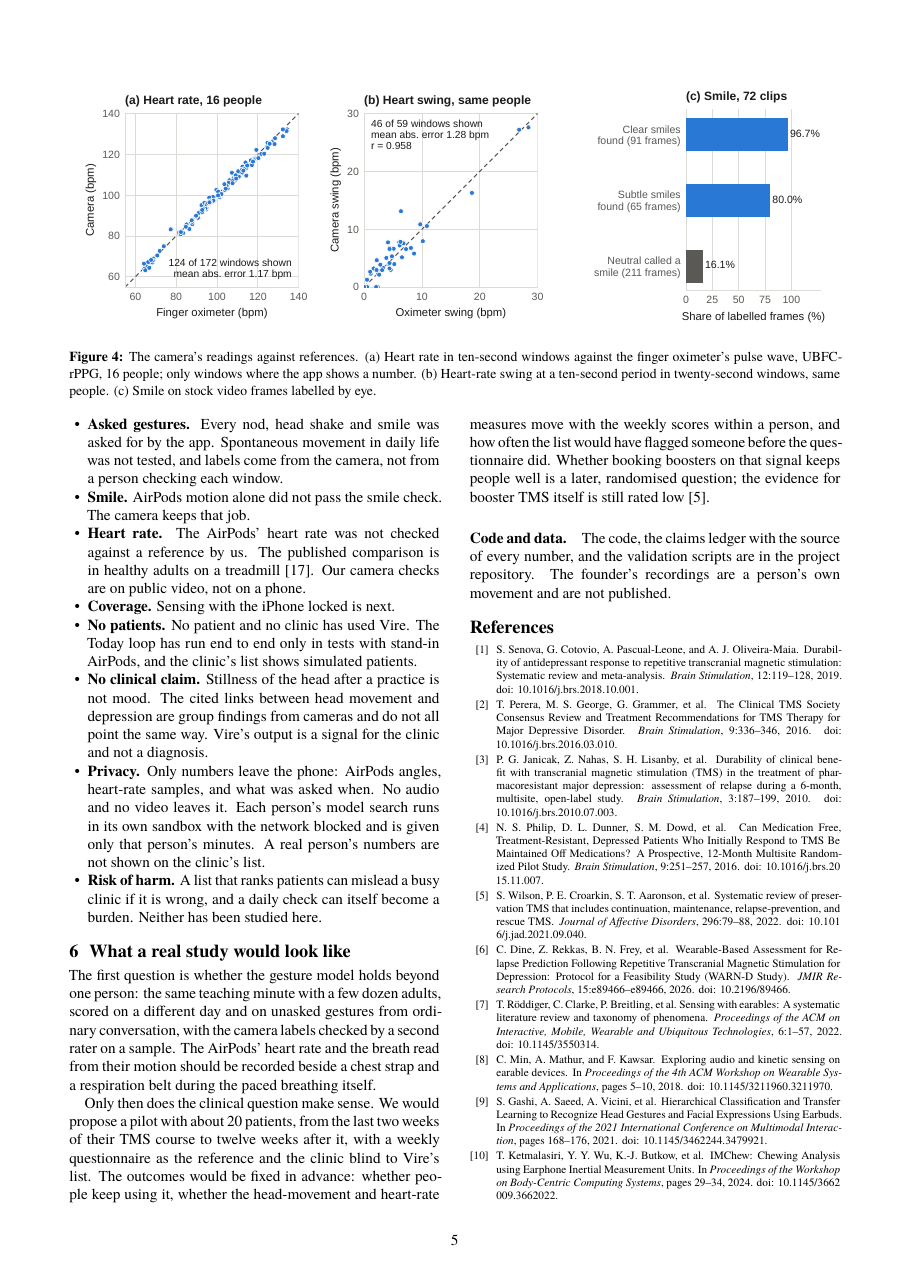 (a) Heart rate, 16 people
140
120
100
80
60
60
80
100
120
140
Camera (bpm)
Finger oximeter (bpm)
124 of 172 windows shown
mean abs. error 1.17 bpm
(b) Heart swing, same people
30
20
10
0
0
10
20
30
Camera swing (bpm)
Oximeter swing (bpm)
46 of 59 windows shown
mean abs. error 1.28 bpm
r = 0.958
(c) Smile, 72 clips
Clear smiles
found (91 frames)
96.7%
Subtle smiles
found (65 frames)
80.0%
Neutral called a
smile (211 frames)
16.1%
0
25
50
75
100
Share of labelled frames (%)
Figure 4: The camera's readings against references. (a) Heart rate in ten-second windows against the finger oximeter's pulse wave, UBFC-
rPPG, 16 people; only windows where the app shows a number. (b) Heart-rate swing at a ten-second period in twenty-second windows, same
people. (c) Smile on stock video frames labelled by eye.
• Asked gestures. Every nod, head shake and smile was
asked for by the app. Spontaneous movement in daily life
was not tested, and labels come from the camera, not from
a person checking each window.
• Smile. AirPods motion alone did not pass the smile check.
The camera keeps that job.
• Heart rate. The AirPods' heart rate was not checked
against a reference by us. The published comparison is
in healthy adults on a treadmill [17]. Our camera checks
are on public video, not on a phone.
• Coverage. Sensing with the iPhone locked is next.
• No patients. No patient and no clinic has used Vire. The
Today loop has run end to end only in tests with stand-in
AirPods, and the clinic's list shows simulated patients.
• No clinical claim. Stillness of the head after a practice is
not mood. The cited links between head movement and
depression are group findings from cameras and do not all
point the same way. Vire's output is a signal for the clinic
and not a diagnosis.
• Privacy. Only numbers leave the phone: AirPods angles,
heart-rate samples, and what was asked when. No audio
and no video leaves it. Each person's model search runs
in its own sandbox with the network blocked and is given
only that person's minutes. A real person's numbers are
not shown on the clinic's list.
• Risk of harm. A list that ranks patients can mislead a busy
clinic if it is wrong, and a daily check can itself become a
burden. Neither has been studied here.
6 What a real study would look like
The first question is whether the gesture model holds beyond
one person: the same teaching minute with a few dozen adults,
scored on a different day and on unasked gestures from ordi-
nary conversation, with the camera labels checked by a second
rater on a sample. The AirPods' heart rate and the breath read
from their motion should be recorded beside a chest strap and
a respiration belt during the paced breathing itself.
Only then does the clinical question make sense. We would
propose a pilot with about 20 patients, from the last two weeks
of their TMS course to twelve weeks after it, with a weekly
questionnaire as the reference and the clinic blind to Vire's
list. The outcomes would be fixed in advance: whether peo-
ple keep using it, whether the head-movement and heart-rate
measures move with the weekly scores within a person, and
how often the list would have flagged someone before the ques-
tionnaire did. Whether booking boosters on that signal keeps
people well is a later, randomised question; the evidence for
booster TMS itself is still rated low [5].
Code and data. The code, the claims ledger with the source
of every number, and the validation scripts are in the project
repository. The founder's recordings are a person's own
movement and are not published.
References
[1] S. Senova, G. Cotovio, A. Pascual-Leone, and A. J. Oliveira-Maia. Durabil-
ity of antidepressant response to repetitive transcranial magnetic stimulation:
Systematic review and meta-analysis. Brain Stimulation, 12:119–128, 2019.
doi: 10.1016/j.brs.2018.10.001.
[2] T. Perera, M. S. George, G. Grammer, et al. The Clinical TMS Society
Consensus Review and Treatment Recommendations for TMS Therapy for
Major Depressive Disorder. Brain Stimulation, 9:336–346, 2016. doi:
10.1016/j.brs.2016.03.010.
[3] P. G. Janicak, Z. Nahas, S. H. Lisanby, et al. Durability of clinical bene-
fit with transcranial magnetic stimulation (TMS) in the treatment of phar-
macoresistant major depression: assessment of relapse during a 6-month,
multisite, open-label study. Brain Stimulation, 3:187–199, 2010. doi:
10.1016/j.brs.2010.07.003.
[4] N. S. Philip, D. L. Dunner, S. M. Dowd, et al. Can Medication Free,
Treatment-Resistant, Depressed Patients Who Initially Respond to TMS Be
Maintained Off Medications? A Prospective, 12-Month Multisite Random-
ized Pilot Study. Brain Stimulation, 9:251–257, 2016. doi: 10.1016/j.brs.20
15.11.007.
[5] S. Wilson, P. E. Croarkin, S. T. Aaronson, et al. Systematic review of preser-
vation TMS that includes continuation, maintenance, relapse-prevention, and
rescue TMS. Journal of Affective Disorders, 296:79–88, 2022. doi: 10.101
6/j.jad.2021.09.040.
[6] C. Dine, Z. Rekkas, B. N. Frey, et al. Wearable-Based Assessment for Re-
lapse Prediction Following Repetitive Transcranial Magnetic Stimulation for
Depression: Protocol for a Feasibility Study (WARN-D Study). JMIR Re-
search Protocols, 15:e89466–e89466, 2026. doi: 10.2196/89466.
[7] T. Röddiger, C. Clarke, P. Breitling, et al. Sensing with earables: A systematic
literature review and taxonomy of phenomena. Proceedings of the ACM on
Interactive, Mobile, Wearable and Ubiquitous Technologies, 6:1–57, 2022.
doi: 10.1145/3550314.
[8] C. Min, A. Mathur, and F. Kawsar. Exploring audio and kinetic sensing on
earable devices. In Proceedings of the 4th ACM Workshop on Wearable Sys-
tems and Applications, pages 5–10, 2018. doi: 10.1145/3211960.3211970.
[9] S. Gashi, A. Saeed, A. Vicini, et al. Hierarchical Classification and Transfer
Learning to Recognize Head Gestures and Facial Expressions Using Earbuds.
In Proceedings of the 2021 International Conference on Multimodal Interac-
tion, pages 168–176, 2021. doi: 10.1145/3462244.3479921.
[10] T. Ketmalasiri, Y. Y. Wu, K.-J. Butkow, et al. IMChew: Chewing Analysis
using Earphone Inertial Measurement Units. In Proceedings of the Workshop
on Body-Centric Computing Systems, pages 29–34, 2024. doi: 10.1145/3662
009.3662022.
5